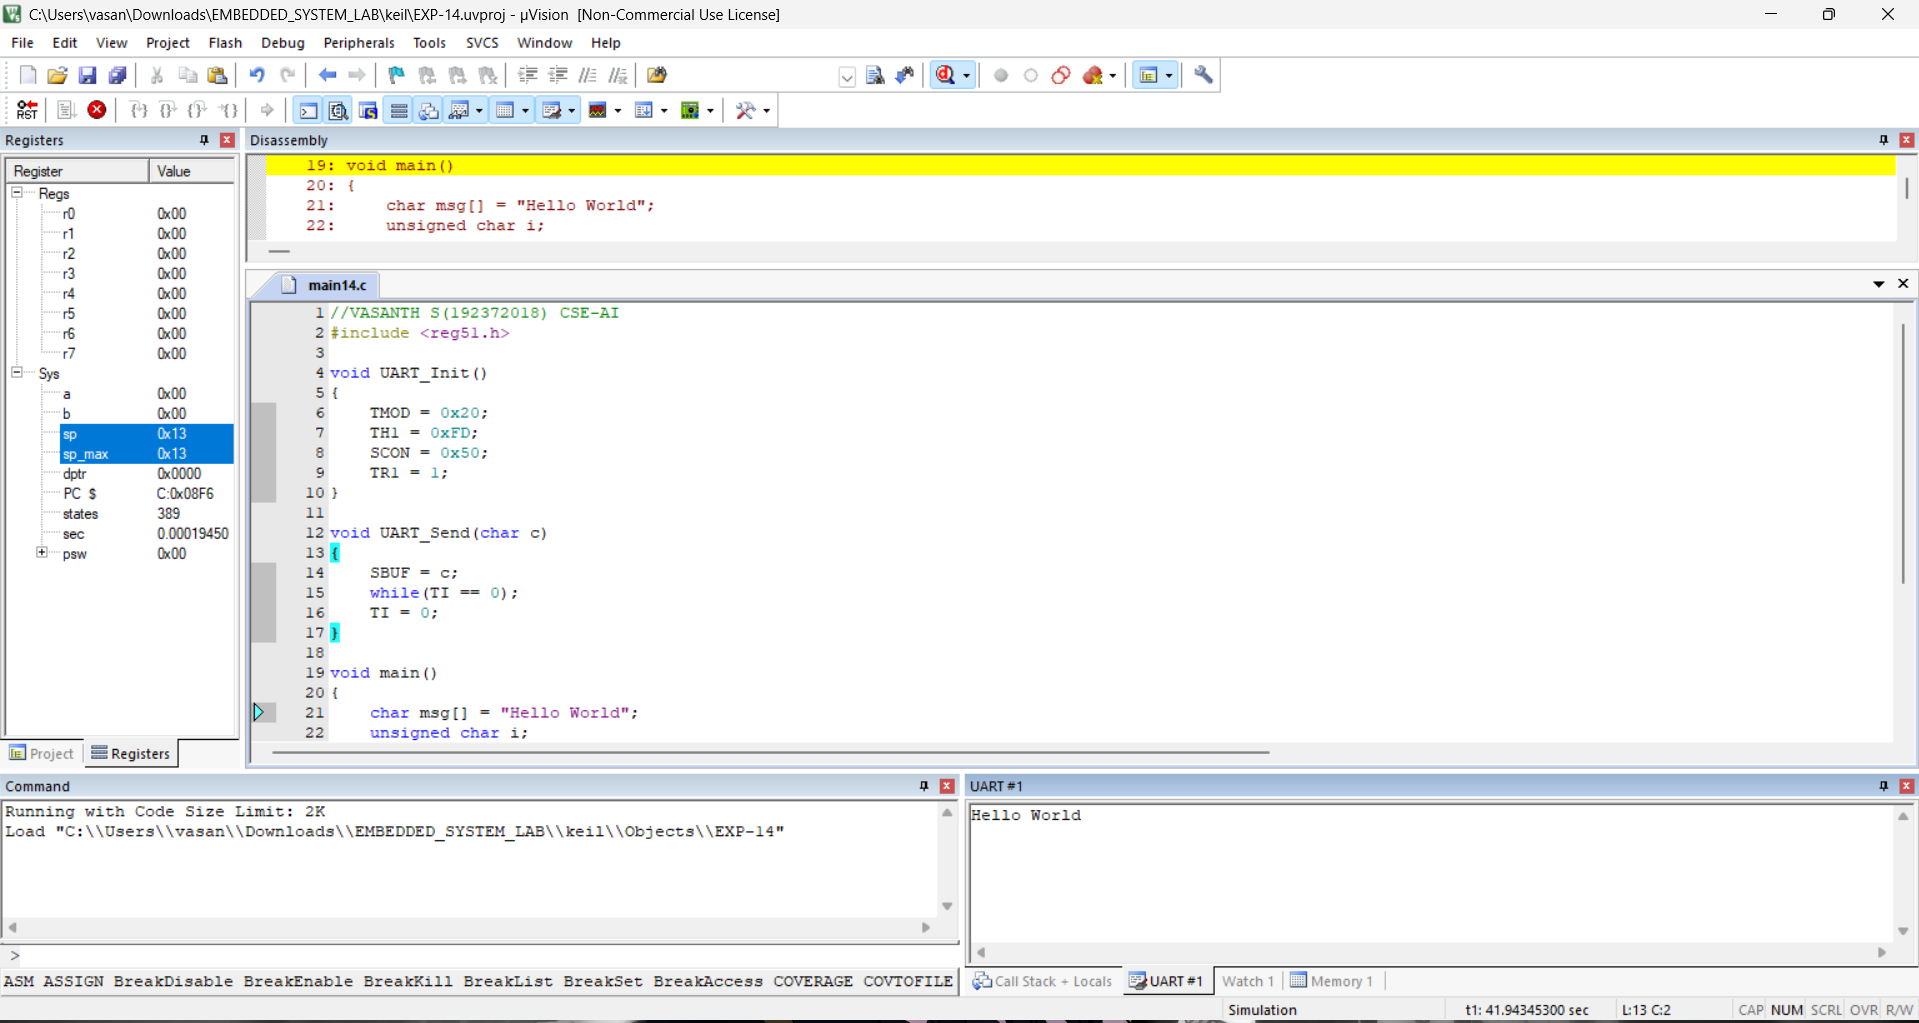 C:\Users\vasan\Downloads\EMBEDDED_SYSTEM_LAB\keil\EXP-14.uvproj - µVision [Non-Commercial Use License]
File Edit View Project Flash Debug Peripherals Tools SVCS Window Help
RST
Registers
Register Value
Regs
r0 0x00
r1 0x00
r2 0x00
r3 0x00
r4 0x00
r5 0x00
r6 0x00
r7 0x00
Sys
a 0x00
b 0x00
sp 0x13
sp_max 0x13
dptr 0x0000
PC $ C:0x08F6
states 389
sec 0.00019450
psw 0x00
Project Registers
Disassembly
19: void main()
20: {
21: char msg[] = "Hello World";
22: unsigned char i;
main14.c
1 //VASANTH S(192372018) CSE-AI
2 #include <reg51.h>
3
4 void UART_Init()
5 {
6 TMOD = 0x20;
7 TH1 = 0xFD;
8 SCON = 0x50;
9 TR1 = 1;
10 }
11
12 void UART_Send(char c)
13 {
14 SBUF = c;
15 while(TI == 0);
16 TI = 0;
17 }
18
19 void main()
20 {
21 char msg[] = "Hello World";
22 unsigned char i;
Command
Running with Code Size Limit: 2K
Load "C:\\Users\\vasan\\Downloads\\EMBEDDED_SYSTEM_LAB\\keil\\Objects\\EXP-14"
>
ASM ASSIGN BreakDisable BreakEnable BreakKill BreakList BreakSet BreakAccess COVERAGE COVTOFILE
UART #1
Hello World
Call Stack + Locals UART #1 Watch 1 Memory 1
Simulation t1: 41.94345300 sec L:13 C:2 CAP NUM SCRL OVR R/W